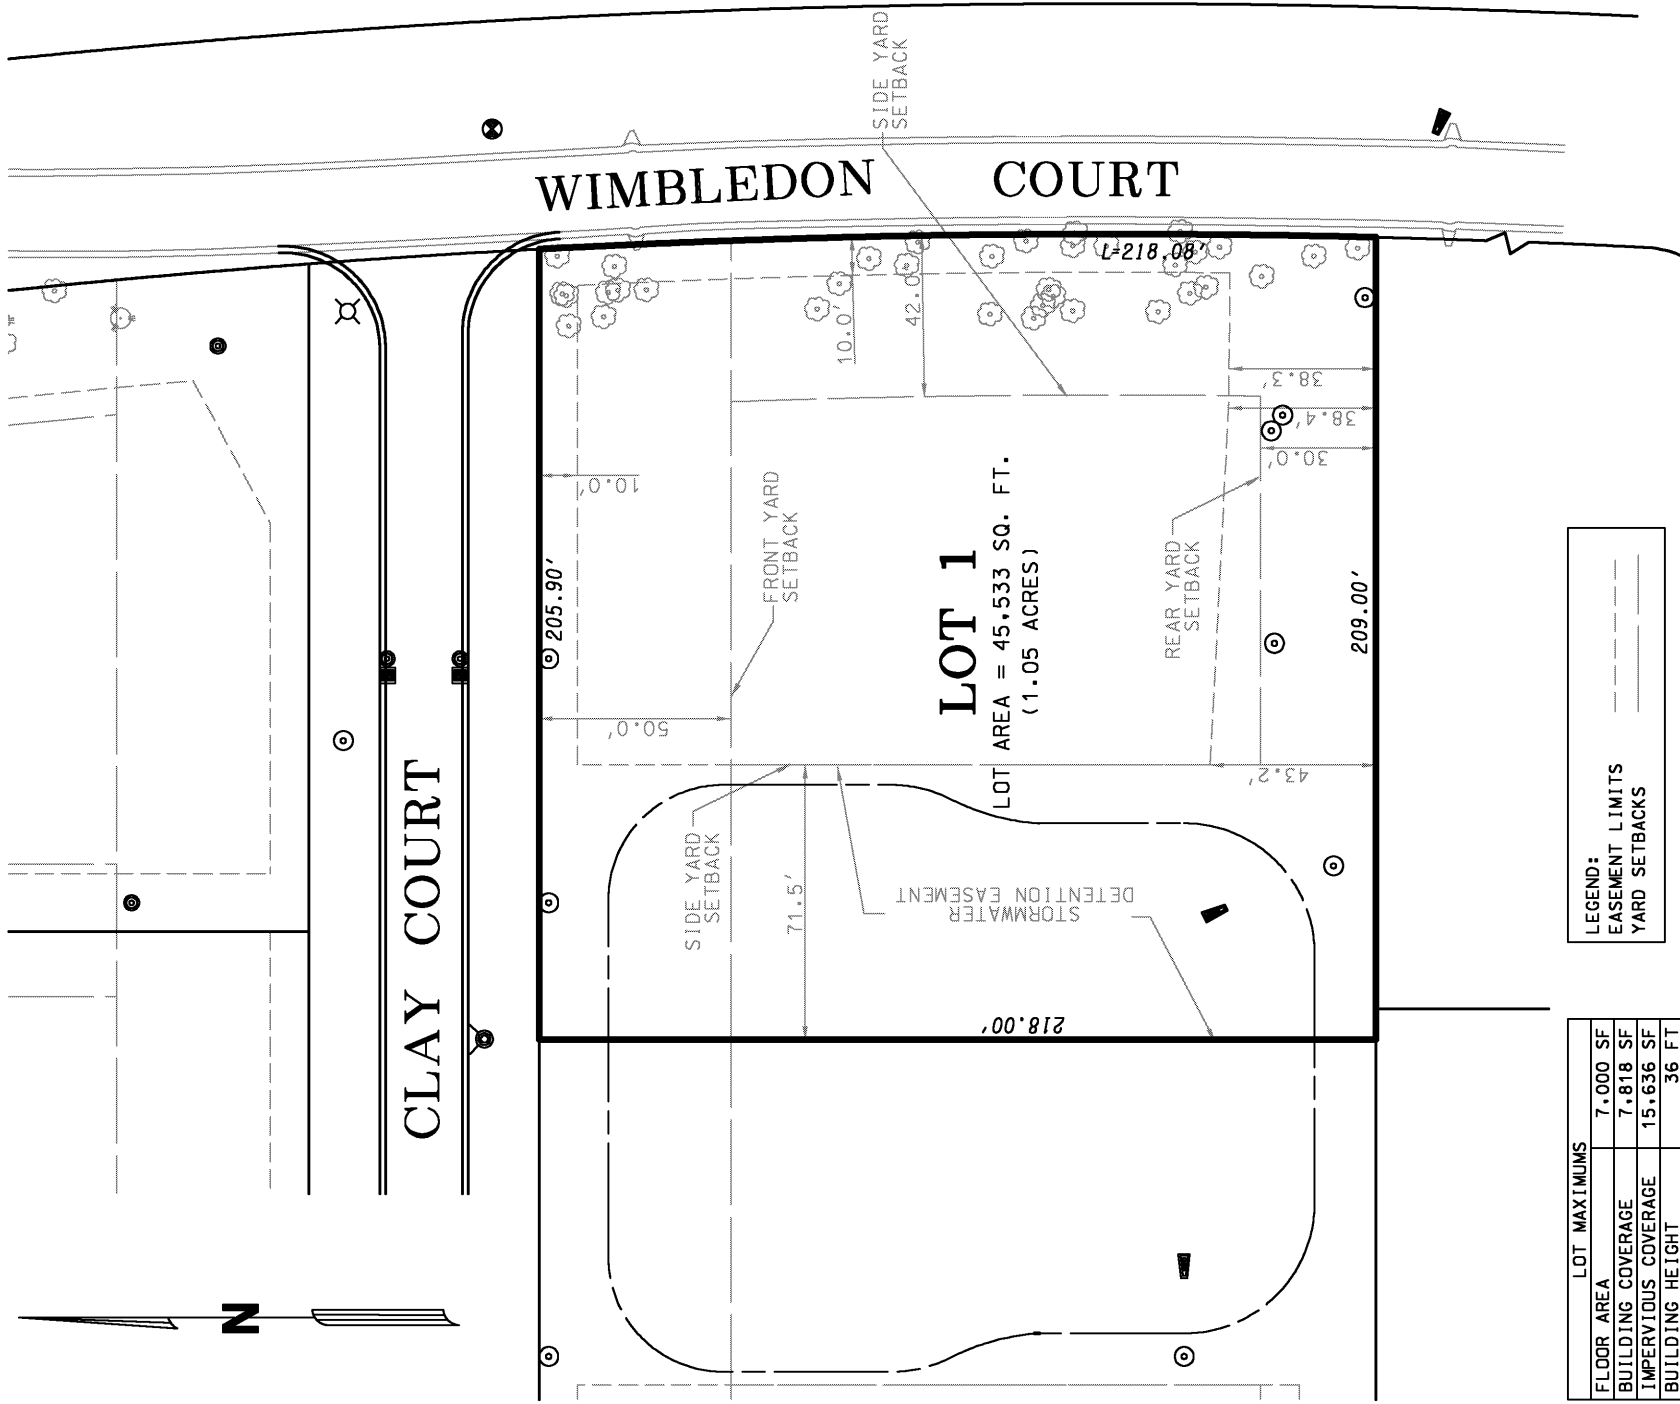 WIMBLEDON COURT
SIDE YARD
SETBACK
L=218.08'
10.0'
42.0'
38.3'
38.4'
30.0'
10.0'
FRONT YARD
SETBACK
205.90'
LOT 1
LOT AREA = 45,533 SQ. FT.
(1.05 ACRES)
REAR YARD
SETBACK
209.00'
50.0'
43.2'
SIDE YARD
SETBACK
71.5'
STORMWATER
DETENTION EASEMENT
218.00'
CLAY COURT
N
LEGEND:
EASEMENT LIMITS
YARD SETBACKS
LOT MAXIMUMS
FLOOR AREA 7,000 SF
BUILDING COVERAGE 7,818 SF
IMPERVIOUS COVERAGE 15,636 SF
BUILDING HEIGHT 36 FT